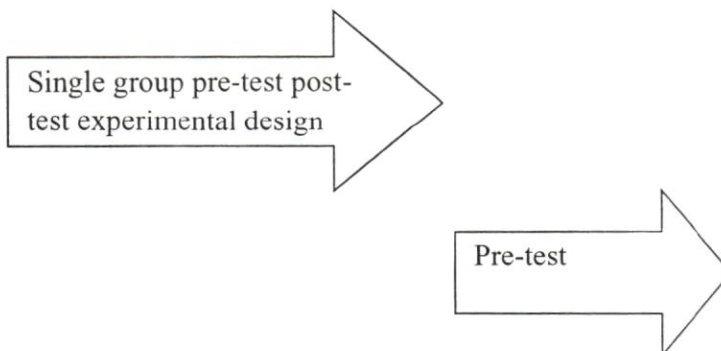 Single group pre-test post-
test experimental design
Pre-test